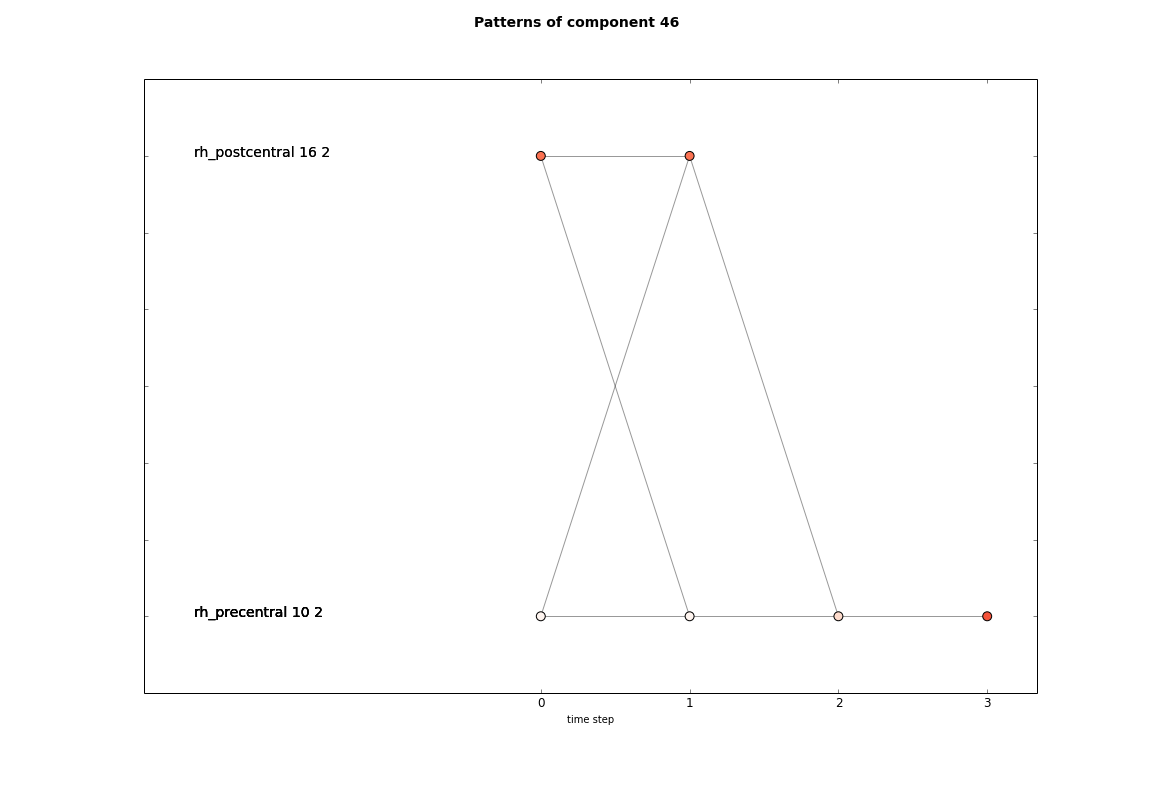 Patterns of component 46
rh_postcentral 16 2
rh_precentral 10 2
0 1 2 3
time step